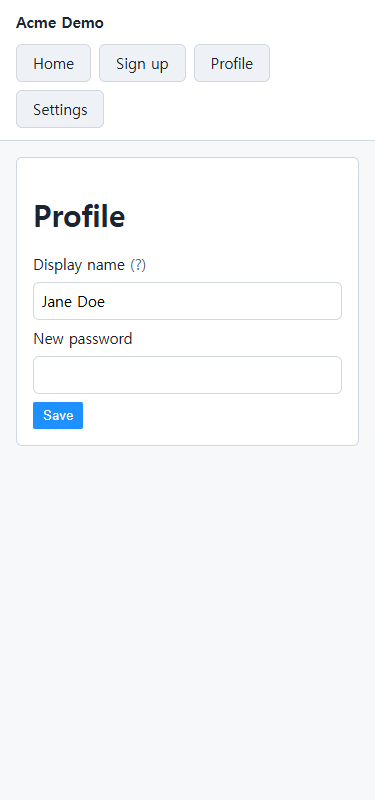 Acme Demo
Home
Sign up
Profile
Settings
Profile
Display name (?)
Jane Doe
New password
Save